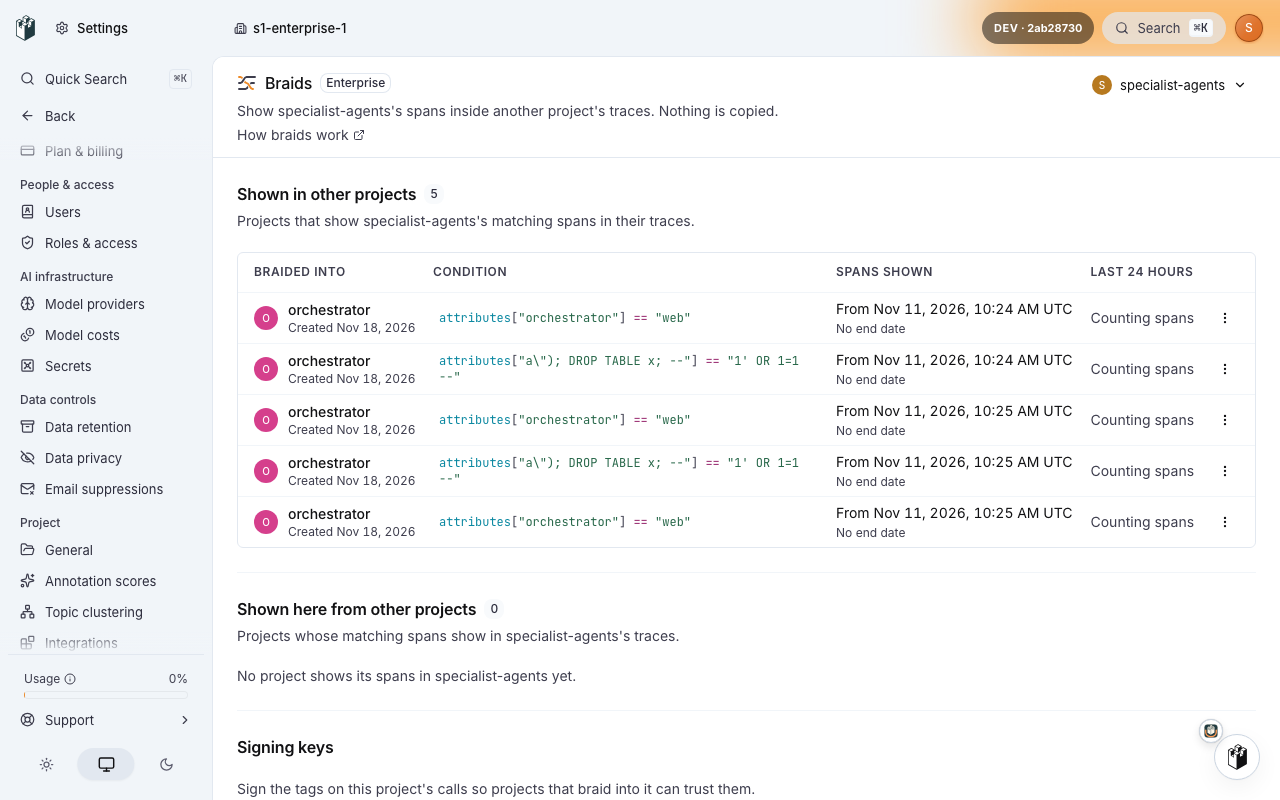 Settings
s1-enterprise-1
DEV · 2ab28730
Search ⌘K
S
Quick Search ⌘K
Back
Plan & billing
People & access
Users
Roles & access
AI infrastructure
Model providers
Model costs
Secrets
Data controls
Data retention
Data privacy
Email suppressions
Project
General
Annotation scores
Topic clustering
Integrations
Usage 0%
Support
Braids Enterprise
S specialist-agents
Show specialist-agents's spans inside another project's traces. Nothing is copied.
How braids work
Shown in other projects 5
Projects that show specialist-agents's matching spans in their traces.
BRAIDED INTO CONDITION SPANS SHOWN LAST 24 HOURS
O orchestrator
Created Nov 18, 2026
attributes["orchestrator"] == "web"
From Nov 11, 2026, 10:24 AM UTC
No end date
Counting spans
O orchestrator
Created Nov 18, 2026
attributes["a\"); DROP TABLE x; --"] == "1' OR 1=1
--"
From Nov 11, 2026, 10:24 AM UTC
No end date
Counting spans
O orchestrator
Created Nov 18, 2026
attributes["orchestrator"] == "web"
From Nov 11, 2026, 10:25 AM UTC
No end date
Counting spans
O orchestrator
Created Nov 18, 2026
attributes["a\"); DROP TABLE x; --"] == "1' OR 1=1
--"
From Nov 11, 2026, 10:25 AM UTC
No end date
Counting spans
O orchestrator
Created Nov 18, 2026
attributes["orchestrator"] == "web"
From Nov 11, 2026, 10:25 AM UTC
No end date
Counting spans
Shown here from other projects 0
Projects whose matching spans show in specialist-agents's traces.
No project shows its spans in specialist-agents yet.
Signing keys
Sign the tags on this project's calls so projects that braid into it can trust them.